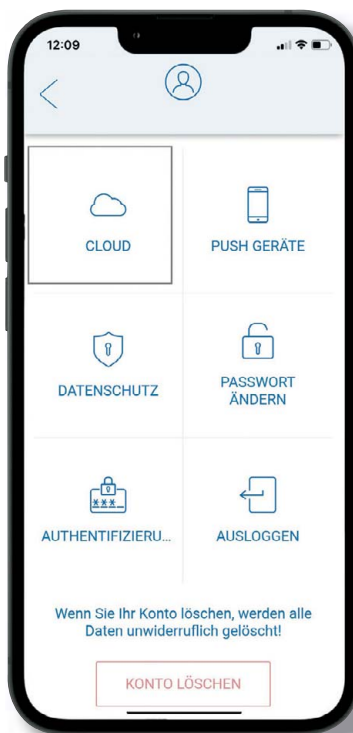 12:09
CLOUD
PUSH GERÄTE
DATENSCHUTZ
PASSWORT
ÄNDERN
***_
AUTHENTIFIZIERU...
AUSLOGGEN
Wenn Sie Ihr Konto löschen, werden alle
Daten unwiderruflich gelöscht!
KONTO LÖSCHEN